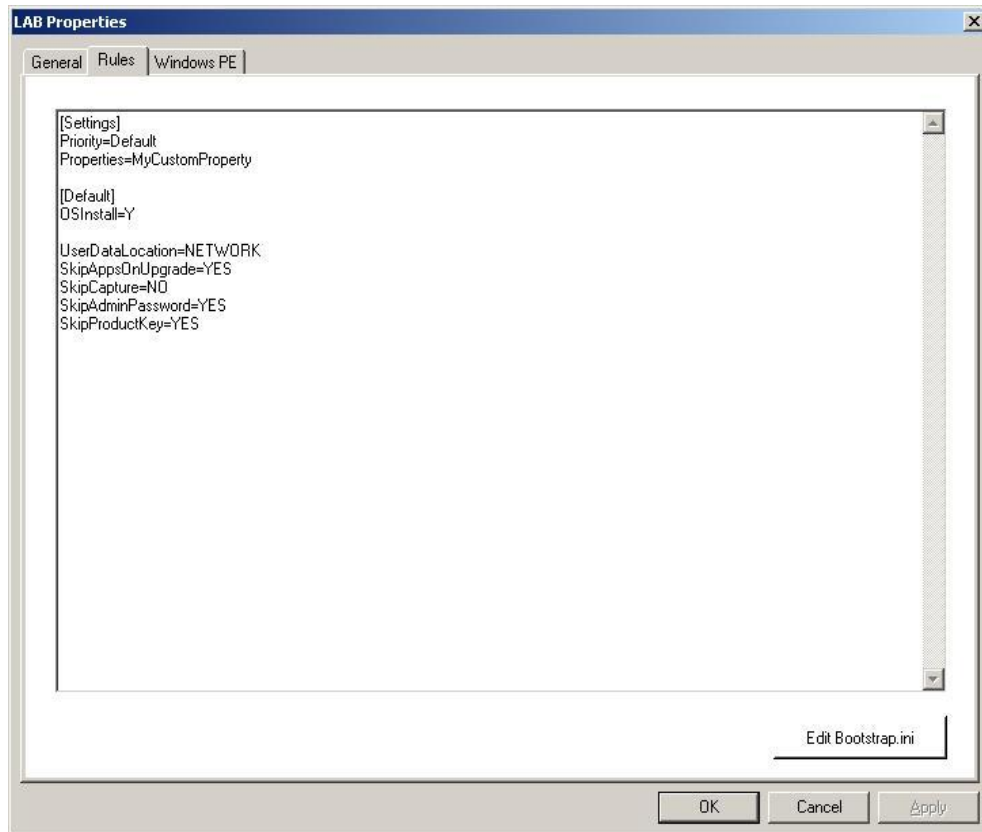 LAB Properties
General Rules Windows PE
[Settings]
Priority=Default
Properties=MyCustomProperty
[Default]
OSInstall=Y
UserDataLocation=NETWORK
SkipAppsOnUpgrade=YES
SkipCapture=NO
SkipAdminPassword=YES
SkipProductKey=YES
Edit Bootstrap.ini
OK Cancel Apply